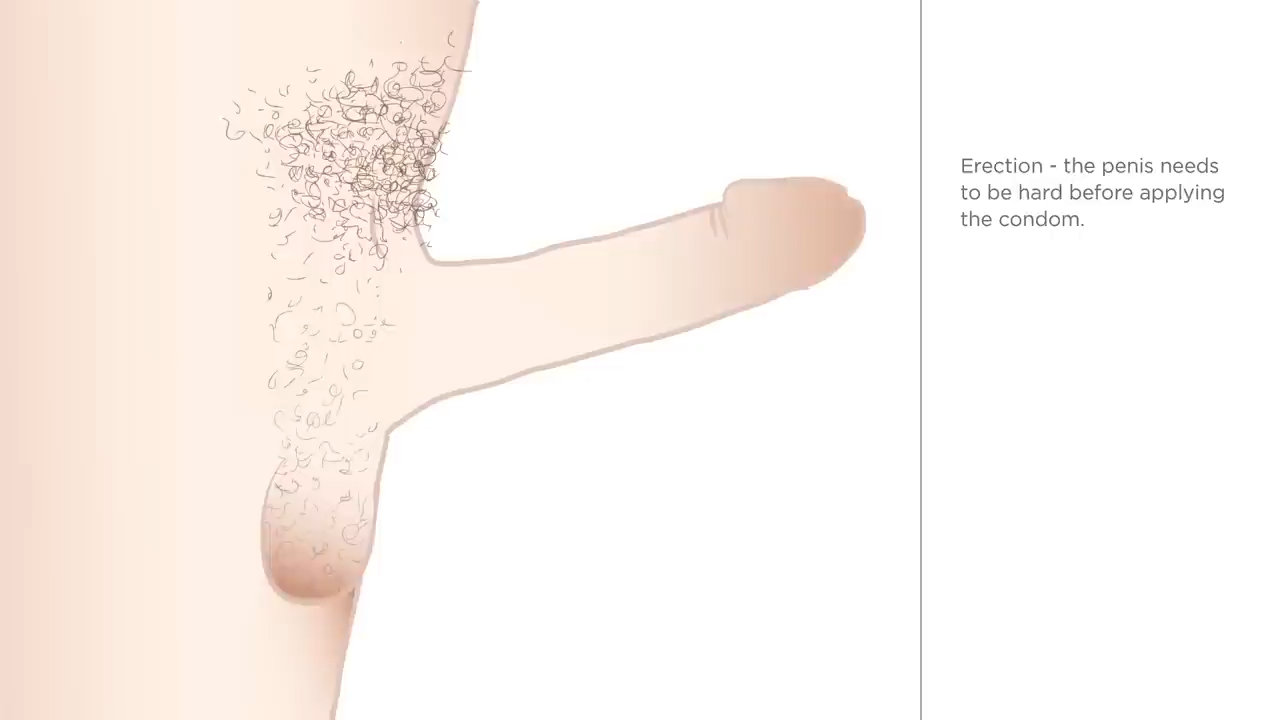 Erection - the penis needs
to be hard before applying
the condom.